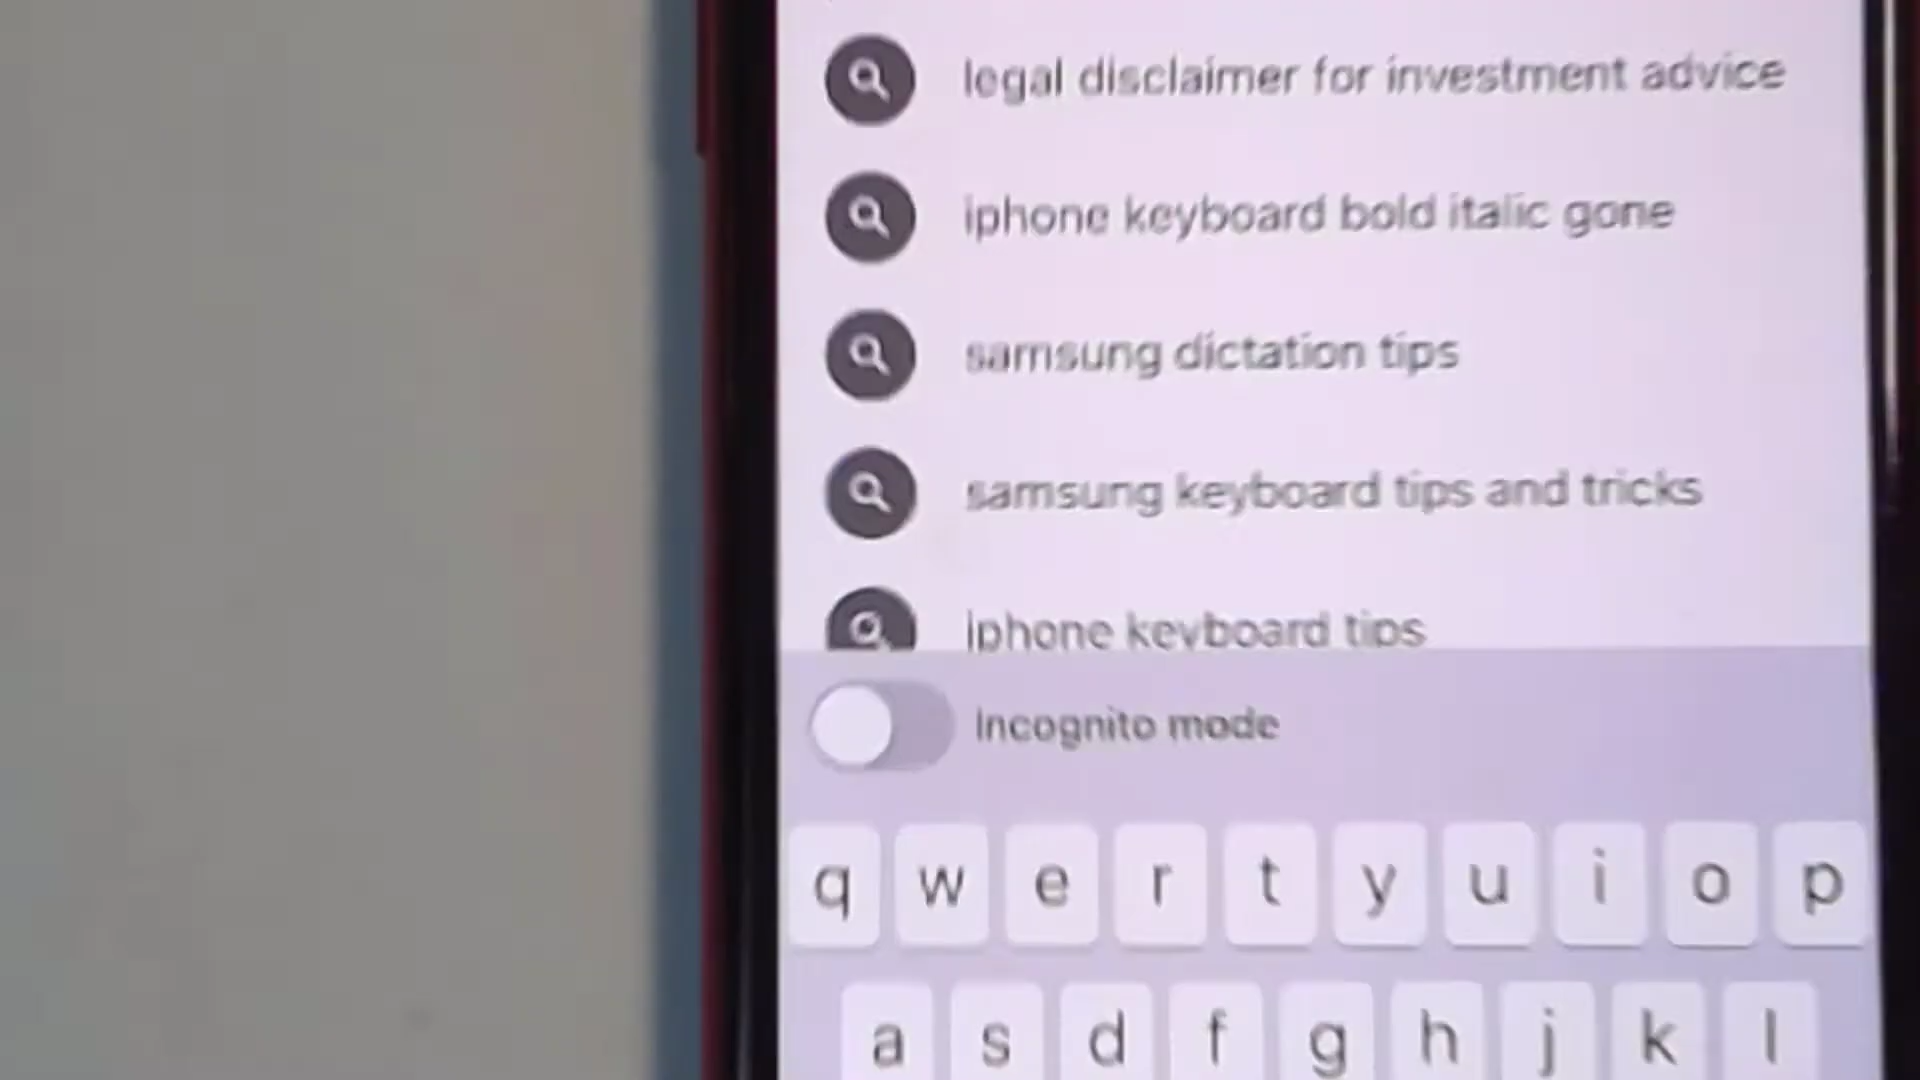 legal disclaimer for investment advice
iphone keyboard bold italic gone
samsung dictation tips
samsung keyboard tips and tricks
iphone keyboard tips
Incognito mode
q w e r t y u i o p
a s d f g h j k l